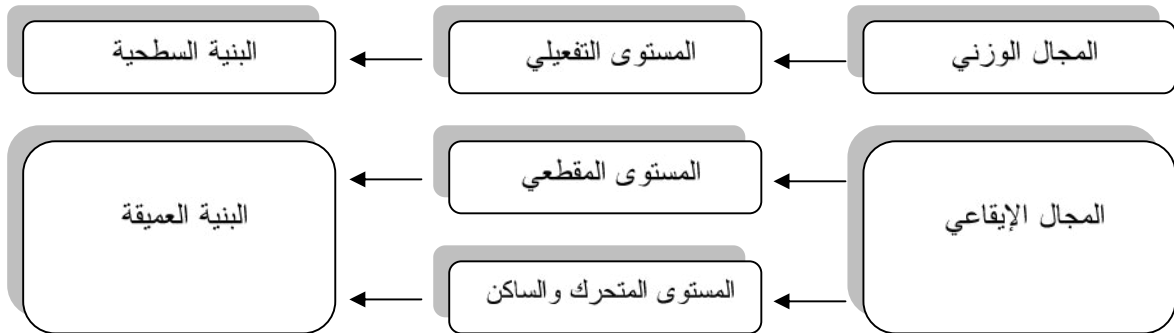 المجال الوزني
المستوى التفعيلي
البنية السطحية
المجال الإيقاعي
المستوى المقطعي
المستوى المتحرك والساكن
البنية العميقة